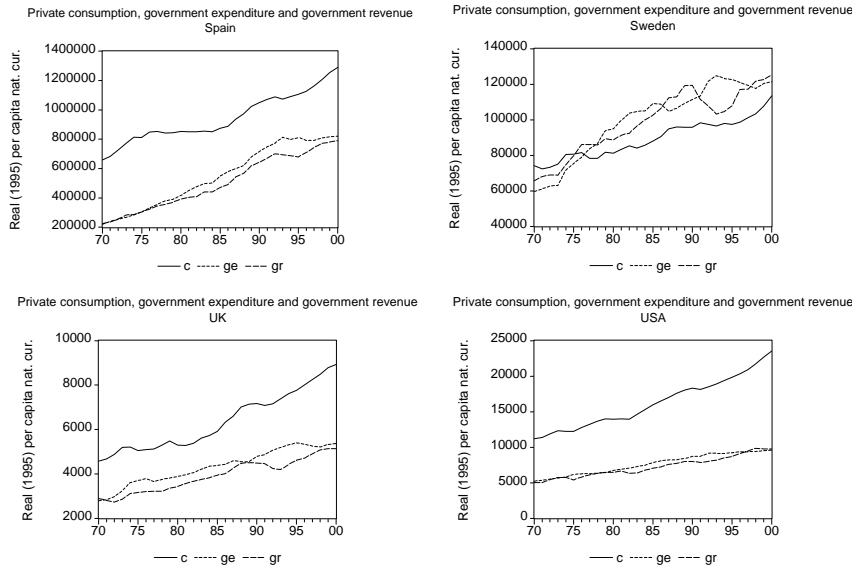 Private consumption, government expenditure and government revenue
Spain
Real (1995) per capita nat. cur.
1400000
1200000
1000000
800000
600000
400000
200000
70 75 80 85 90 95 00
c ge gr
Private consumption, government expenditure and government revenue
Sweden
Real (1995) per capita nat. cur.
140000
120000
100000
80000
60000
40000
70 75 80 85 90 95 00
c ge gr
Private consumption, government expenditure and government revenue
UK
Real (1995) per capita nat. cur.
10000
8000
6000
4000
2000
70 75 80 85 90 95 00
c ge gr
Private consumption, government expenditure and government revenue
USA
Real (1995) per capita nat. cur.
25000
20000
15000
10000
5000
0
70 75 80 85 90 95 00
c ge gr